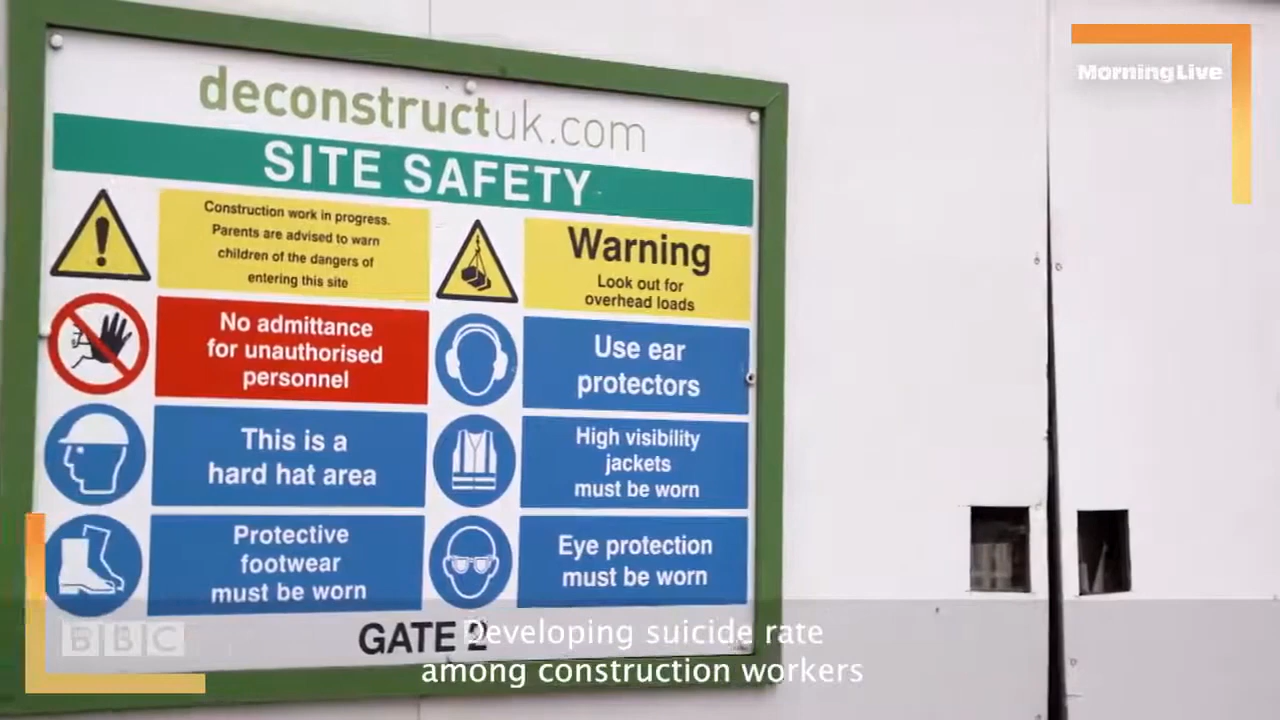 MorningLive
deconstructuk.com
SITE SAFETY
Construction work in progress.
Parents are advised to warn
children of the dangers of
entering this site
Warning
Look out for
overhead loads
No admittance
for unauthorised
personnel
Use ear
protectors
This is a
hard hat area
High visibility
jackets
must be worn
Protective
footwear
must be worn
Eye protection
must be worn
GATE 2
BBC
Developing suicide rate
among construction workers